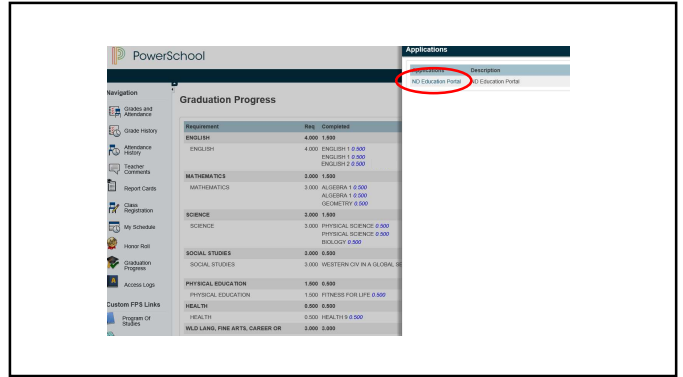 PowerSchool
Applications
Applications Description
ND Education Portal ND Education Portal
Navigation
Grades and
Attendance
Grade History
Attendance
History
Teacher
Comments
Report Cards
Class
Registration
My Schedule
Honor Roll
Graduation
Progress
Access Logs
Custom FPS Links
Program Of
Studies
Graduation Progress
Requirement Req Completed
ENGLISH 4.000 1.500
ENGLISH 4.000 ENGLISH 1 0.500
ENGLISH 1 0.500
ENGLISH 2 0.500
MATHEMATICS 3.000 1.500
MATHEMATICS 3.000 ALGEBRA 1 0.500
ALGEBRA 1 0.500
GEOMETRY 0.500
SCIENCE 3.000 1.500
SCIENCE 3.000 PHYSICAL SCIENCE 0.500
PHYSICAL SCIENCE 0.500
BIOLOGY 0.500
SOCIAL STUDIES 3.000 0.500
SOCIAL STUDIES 3.000 WESTERN CIV IN A GLOBAL SE
PHYSICAL EDUCATION 1.500 0.500
PHYSICAL EDUCATION 1.500 FITNESS FOR LIFE 0.500
HEALTH 0.500 0.500
HEALTH 0.500 HEALTH 9 0.500
WLD LANG, FINE ARTS, CAREER OR 3.000 3.000